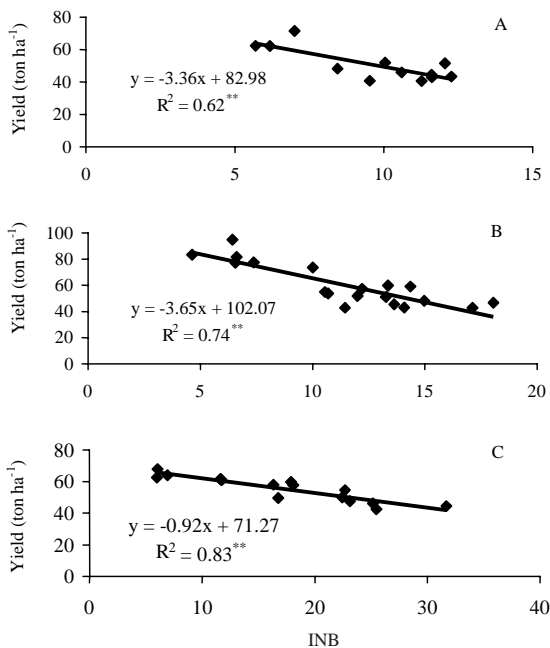 A
Yield (ton ha⁻¹)
80
60
40
20
0
y = -3.36x + 82.98
R² = 0.62**
0 5 10 15
B
Yield (ton ha⁻¹)
100
80
60
40
20
0
y = -3.65x + 102.07
R² = 0.74**
0 5 10 15 20
C
Yield (ton ha⁻¹)
80
60
40
20
0
y = -0.92x + 71.27
R² = 0.83**
0 10 20 30 40
INB